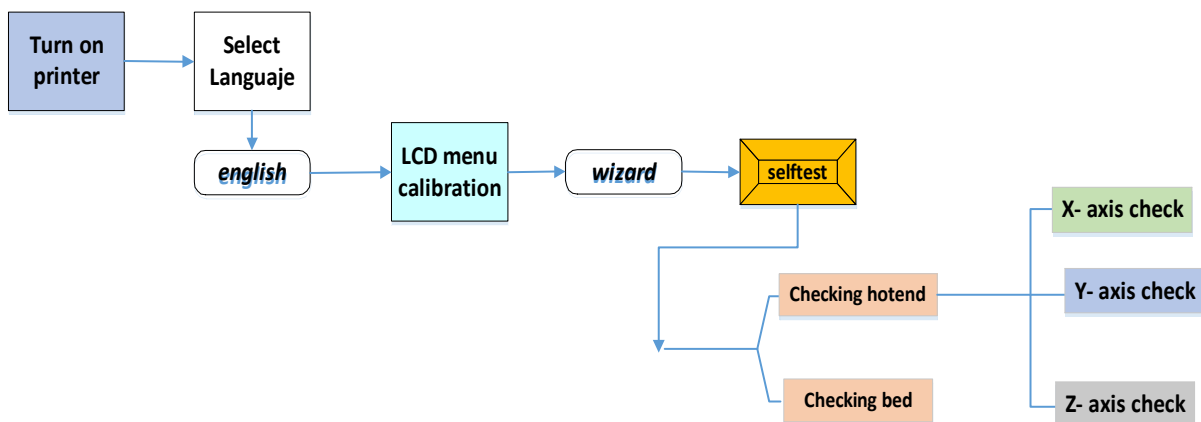 Turn on
printer
Select
Languaje
english
LCD menu
calibration
wizard
selftest
X- axis check
Checking hotend
Y- axis check
Checking bed
Z- axis check